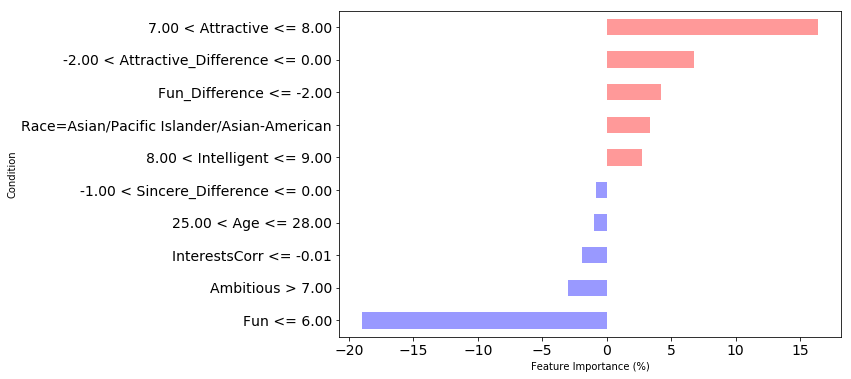 7.00 < Attractive <= 8.00
-2.00 < Attractive_Difference <= 0.00
Fun_Difference <= -2.00
Race=Asian/Pacific Islander/Asian-American
8.00 < Intelligent <= 9.00
-1.00 < Sincere_Difference <= 0.00
25.00 < Age <= 28.00
InterestsCorr <= -0.01
Ambitious > 7.00
Fun <= 6.00
Condition
−20 −15 −10 −5 0 5 10 15
Feature Importance (%)